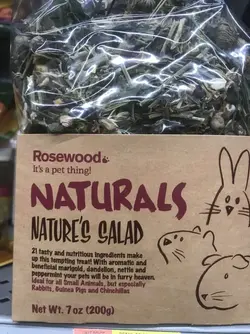 Rosewood
It's a pet thing!
NATURALS
NATURE'S SALAD
21 tasty and nutritious ingredients make
up this tempting treat! With aromatic and
beneficial marigold, dandelion, nettle and
peppermint your pets will be in furry heaven.
Ideal for all Small Animals, but especially
Rabbits, Guinea Pigs and Chinchillas
Net Wt. 7 oz (200g)